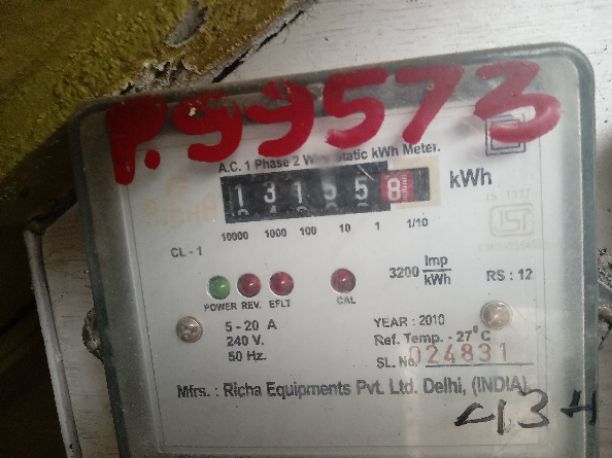 P.59573
A.C. 1 Phase 2 Wire Static kWh Meter.
RICHA
131558 kWh
10000 1000 100 10 1 1/10
CL - 1
3200 Imp/kWh RS : 12
POWER REV. EFLT CAL
5 - 20 A YEAR : 2010
240 V. Ref. Temp. - 27°C
50 Hz. SL. No. 024831
Mfrs. : Richa Equipments Pvt. Ltd. Delhi, (INDIA)